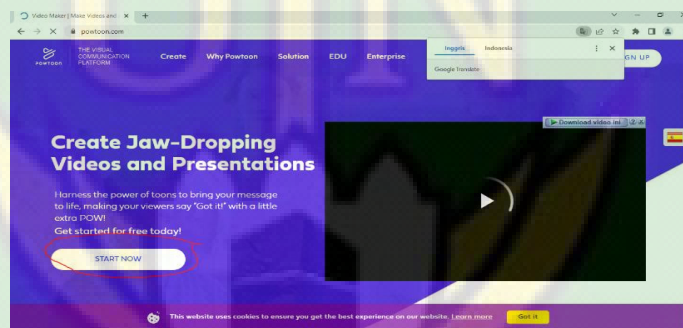 Video Maker | Make Videos and
powtoon.com
POWTOON
THE VISUAL
COMMUNICATION
PLATFORM
Create
Why Powtoon
Solution
EDU
Enterprise
Inggris
Indonesia
Google Translate
GN UP
Download video ini
Create Jaw-Dropping
Videos and Presentations
Harness the power of toons to bring your message
to life, making your viewers say "Got it!" with a little
extra POW!
Get started for free today!
START NOW
This website uses cookies to ensure you get the best experience on our website. Learn more
Got it